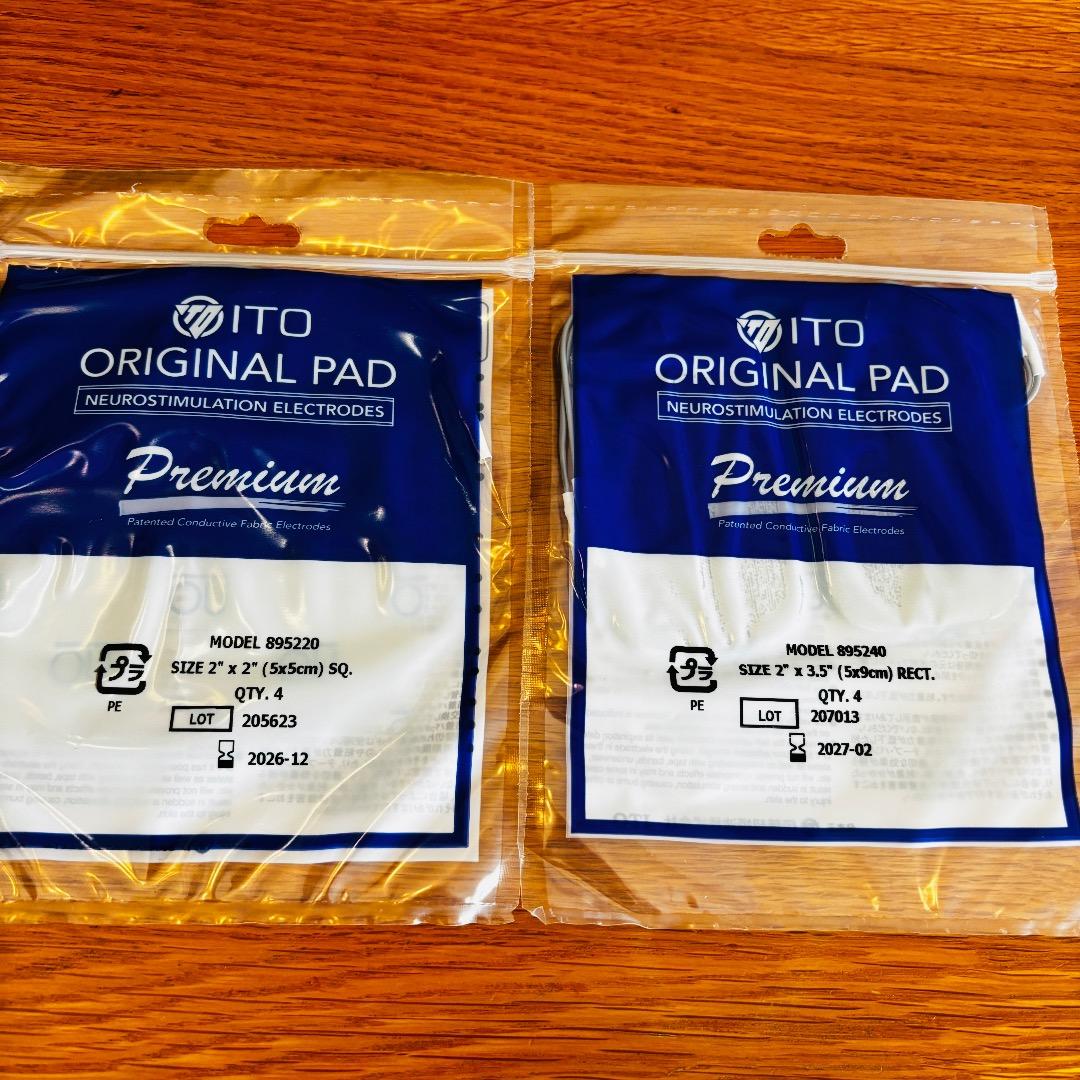 ITO
ORIGINAL PAD
NEUROSTIMULATION ELECTRODES
Premium
Patented Conductive Fabric Electrodes
MODEL 895220
SIZE 2" x 2" (5x5cm) SQ.
QTY. 4
LOT 205623
2026-12
プラ
PE
ITO
ORIGINAL PAD
NEUROSTIMULATION ELECTRODES
Premium
Patented Conductive Fabric Electrodes
MODEL 895240
SIZE 2" x 3.5" (5x9cm) RECT.
QTY. 4
LOT 207013
2027-02
プラ
PE